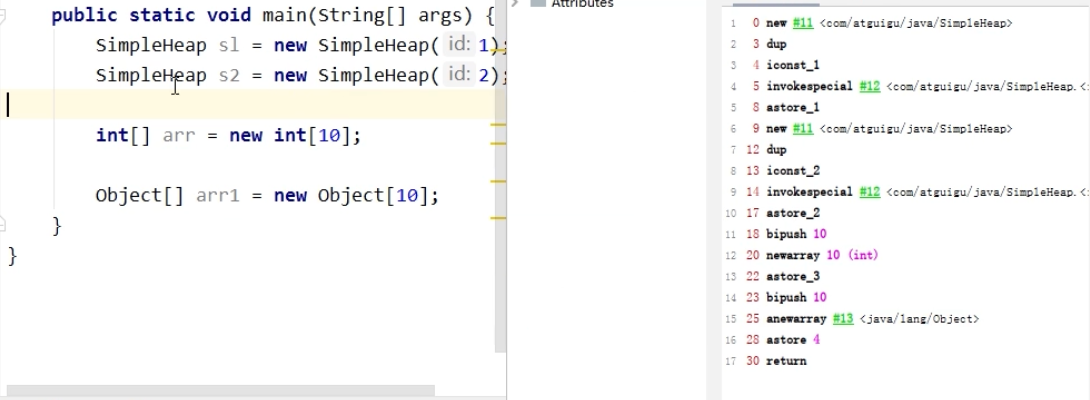 public static void main(String[] args) {
SimpleHeap s1 = new SimpleHeap( id: 1);
SimpleHeap s2 = new SimpleHeap( id: 2);
int[] arr = new int[10];
Object[] arr1 = new Object[10];
}
}
Attributes
1 0 new #11 <com/atguigu/java/SimpleHeap>
2 3 dup
3 4 iconst_1
4 5 invokespecial #12 <com/atguigu/java/SimpleHeap.<
5 8 astore_1
6 9 new #11 <com/atguigu/java/SimpleHeap>
7 12 dup
8 13 iconst_2
9 14 invokespecial #12 <com/atguigu/java/SimpleHeap.<
10 17 astore_2
11 18 bipush 10
12 20 newarray 10 (int)
13 22 astore_3
14 23 bipush 10
15 25 anewarray #13 <java/lang/Object>
16 28 astore 4
17 30 return